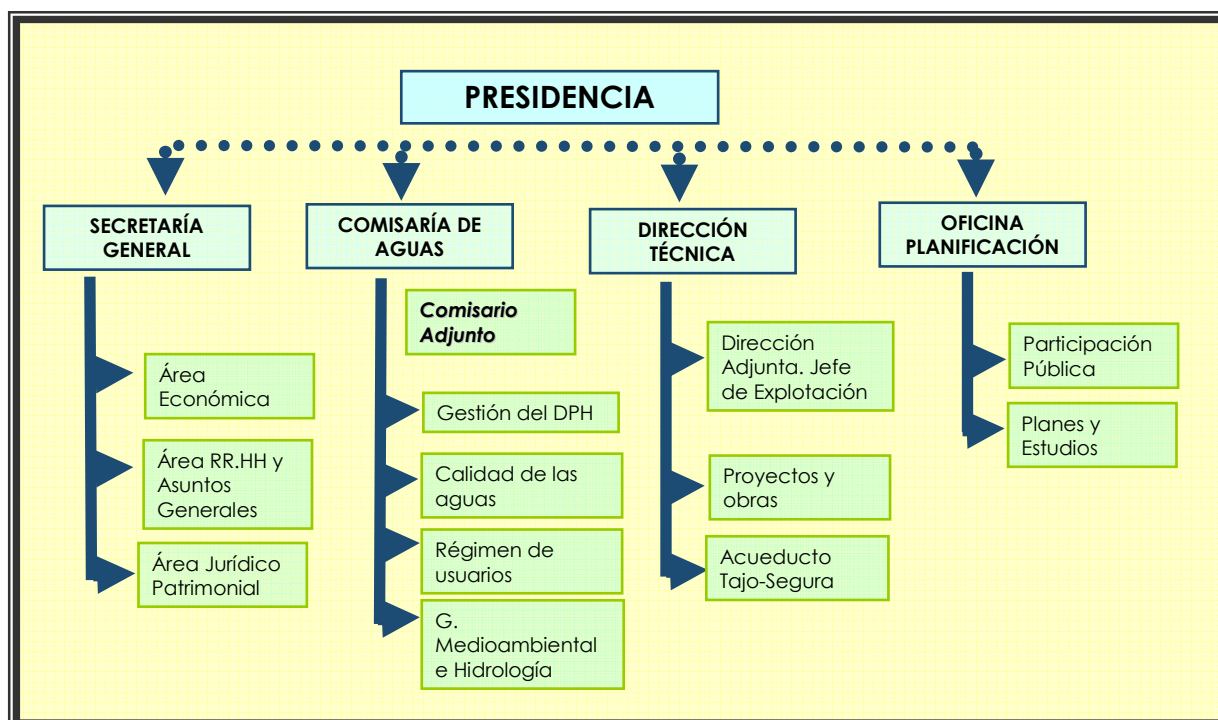 PRESIDENCIA
SECRETARÍA
GENERAL
Área
Económica
Área RR.HH y
Asuntos
Generales
Área Jurídico
Patrimonial
COMISARÍA DE
AGUAS
Comisario
Adjunto
Gestión del DPH
Calidad de las
aguas
Régimen de
usuarios
G.
Medioambiental
e Hidrología
DIRECCIÓN
TÉCNICA
Dirección
Adjunta. Jefe
de Explotación
Proyectos y
obras
Acueducto
Tajo-Segura
OFICINA
PLANIFICACIÓN
Participación
Pública
Planes y
Estudios